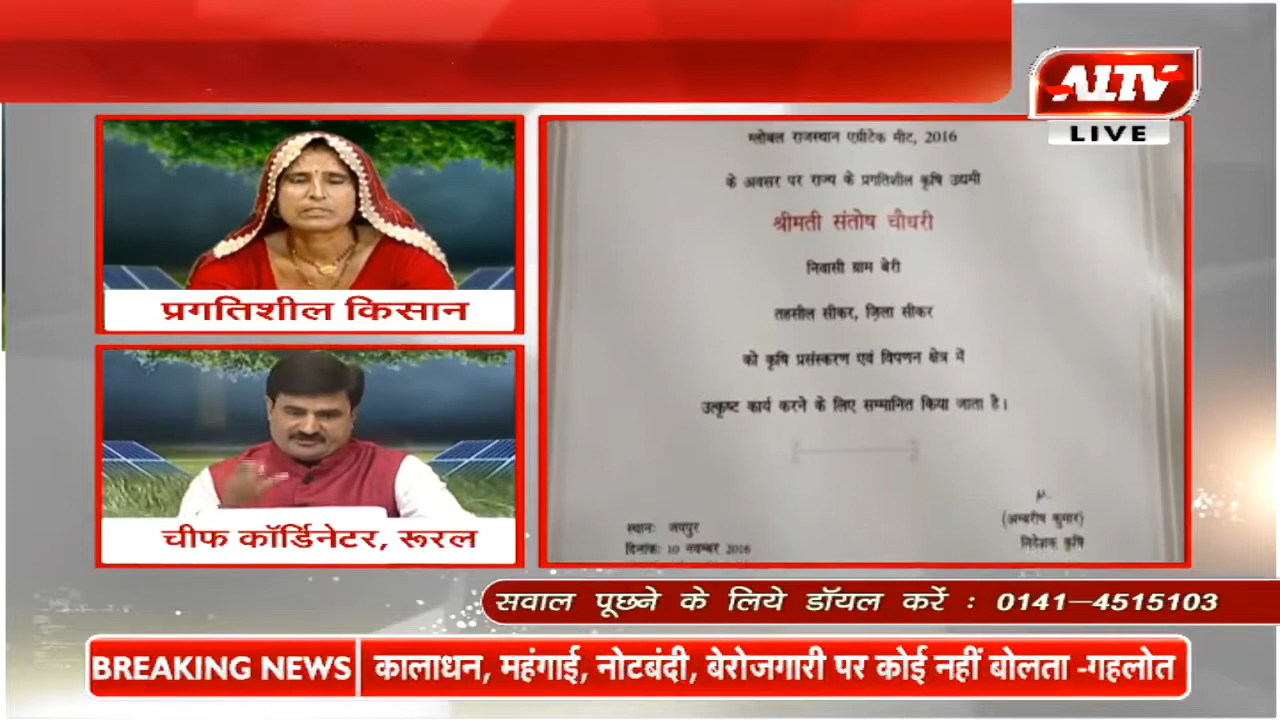 ALTV
LIVE
प्रगतिशील किसान
चीफ कॉर्डिनेटर, रूरल
ग्लोबल राजस्थान एग्रीटेक मीट, 2016
के अवसर पर राज्य के प्रगतिशील कृषि उद्यमी
श्रीमती संतोष चौधरी
निवासी ग्राम बेरी
तहसील सीकर, ज़िला सीकर
को कृषि प्रसंस्करण एवं विपणन क्षेत्र में
उत्कृष्ट कार्य करने के लिए सम्मानित किया जाता है।
(अम्बरीष कुमार)
निदेशक कृषि
स्थानः जयपुर
दिनांकः 10 नवम्बर 2016
सवाल पूछने के लिये डॉयल करें : 0141–4515103
BREAKING NEWS
कालाधन, महंगाई, नोटबंदी, बेरोजगारी पर कोई नहीं बोलता -गहलोत